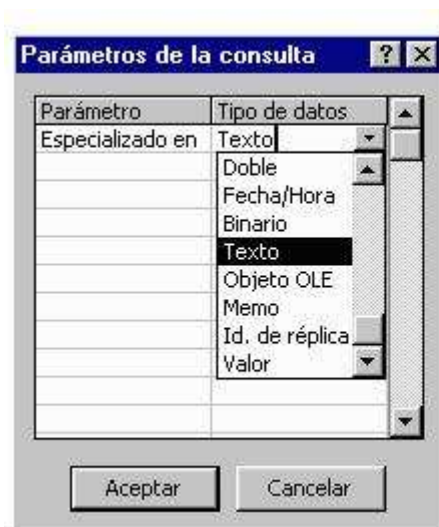 Parámetros de la consulta ? X
Parámetro Tipo de datos
Especializado en Texto
Doble
Fecha/Hora
Binario
Texto
Objeto OLE
Memo
Id. de réplica
Valor
Aceptar Cancelar